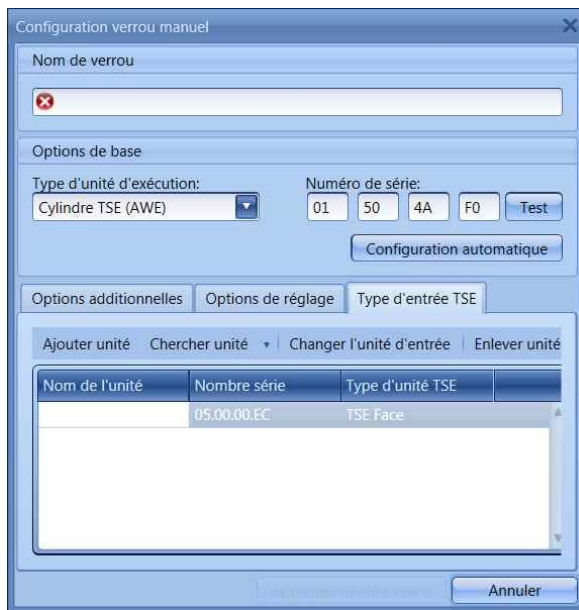 Configuration verrou manuel
Nom de verrou
Options de base
Type d'unité d'exécution:
Numéro de série:
Cylindre TSE (AWE)
01 50 4A F0 Test
Configuration automatique
Options additionnelles Options de réglage Type d'entrée TSE
Ajouter unité Chercher unité Changer l'unité d'entrée Enlever unité
Nom de l'unité Nombre série Type d'unité TSE
05.00.00.EC TSE Face
Annuler